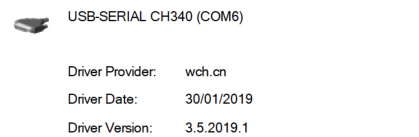 USB-SERIAL CH340 (COM6)
Driver Provider: wch.cn
Driver Date: 30/01/2019
Driver Version: 3.5.2019.1